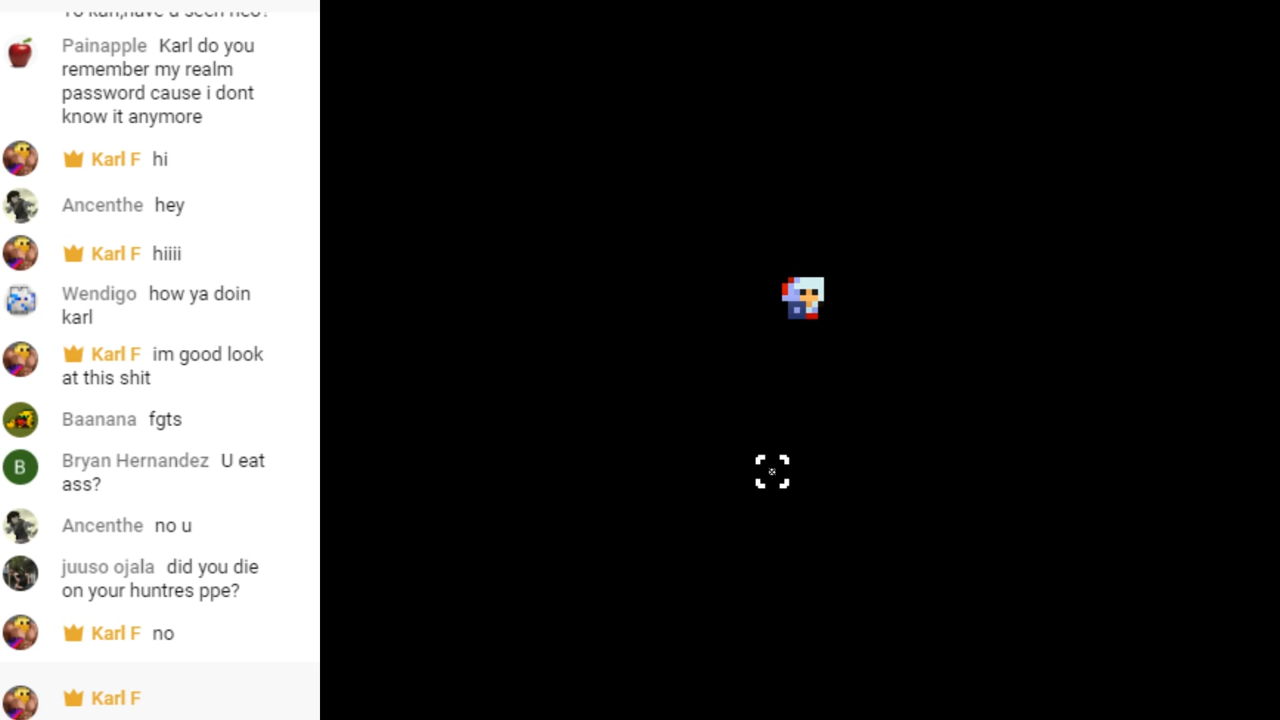 Painapple Karl do you
remember my realm
password cause i dont
know it anymore
Karl F hi
Ancenthe hey
Karl F hiiii
Wendigo how ya doin
karl
Karl F im good look
at this shit
Baanana fgts
B
Bryan Hernandez U eat
ass?
Ancenthe no u
juuso ojala did you die
on your huntres ppe?
Karl F no
Karl F